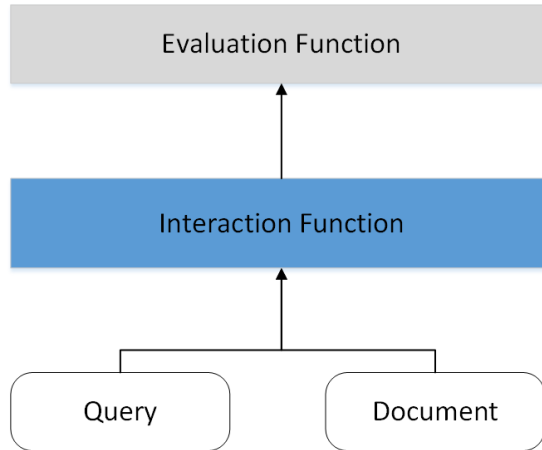 Evaluation Function
Interaction Function
Query
Document